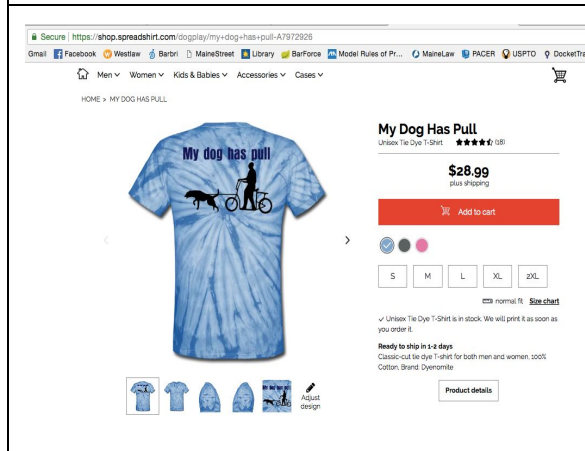 Secure | https://shop.spreadshirt.com/dogplay/my+dog+has+pull-A7972926
Gmail Facebook Westlaw Barbri MaineStreet Library BarForce Model Rules of Pr... MaineLaw PACER USPTO DocketTra
Men Women Kids & Babies Accessories Cases
HOME > MY DOG HAS PULL
My dog has pull
My Dog Has Pull
Unisex Tie Dye T-Shirt (18)
$28.99
plus shipping
Add to cart
S M L XL 2XL
normal fit Size chart
✓ Unisex Tie Dye T-Shirt is in stock. We will print it as soon as
you order it.
Ready to ship in 1-2 days
Classic-cut tie dye T-shirt for both men and women, 100%
Cotton, Brand: Dyenomite
Product details
My dog has pull
Adjust
design